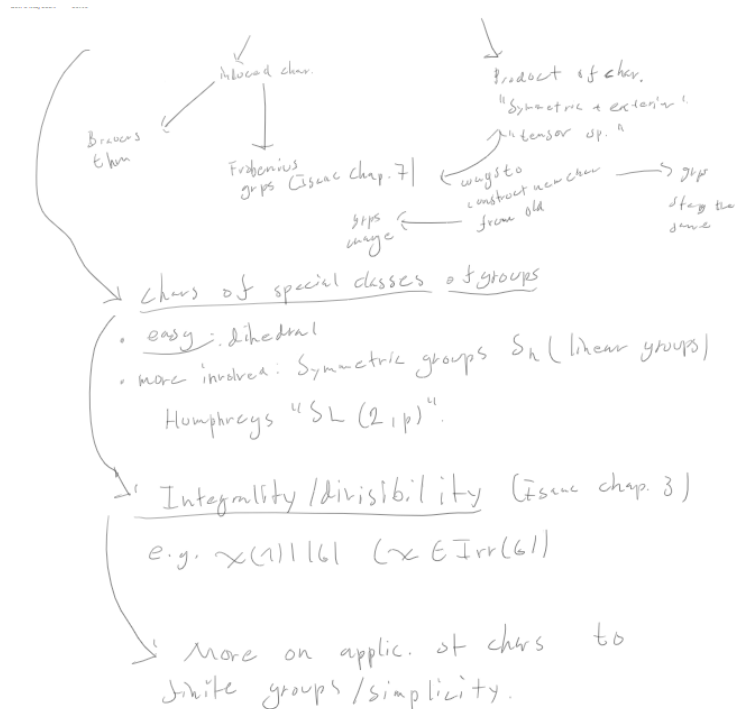 induced char.
Product of char.
"Symmetric + exterior"
"tensor sp."
Brauers
thm
Frobenius
grps (Isaac chap. 7)
ways to
construct new char
from old
grps
stay the
same
grps
change
chars of special classes of groups
• easy: dihedral
• more involved: Symmetric groups Sn (linear groups)
Humphreys "SL (2, p)".
Integrality/divisibility (Isaac chap. 3)
e.g. χ(1) | |G| (χ ∈ Irr(G))
More on applic. of chars to
finite groups/simplicity.